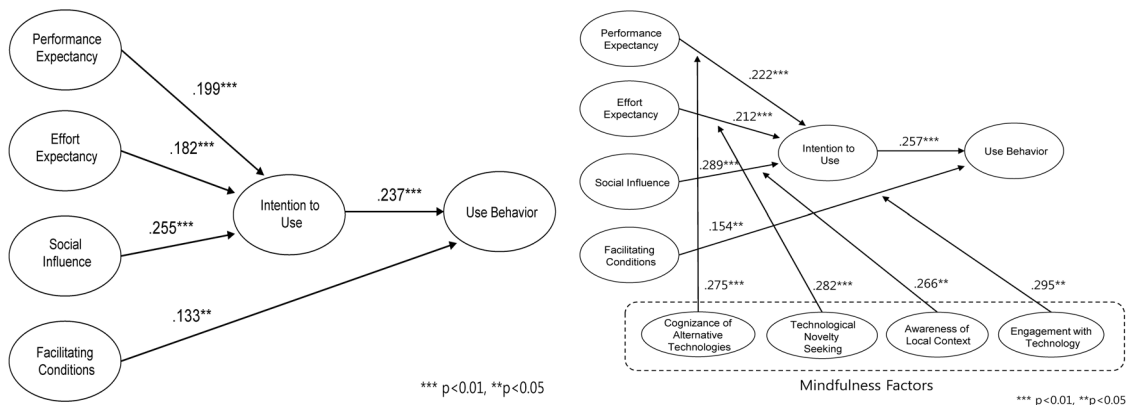 Performance
Expectancy
.199***
Effort
Expectancy
.182***
Intention to
Use
.237***
Use Behavior
.255***
Social
Influence
.133**
Facilitating
Conditions
*** p<0.01, **p<0.05
Performance
Expectancy
.222***
Effort
Expectancy
.212***
Intention to
Use
.257***
Use Behavior
.289***
Social Influence
.154**
Facilitating
Conditions
.275***
.282***
.266**
.295**
Cognizance of
Alternative
Technologies
Technological
Novelty
Seeking
Awareness of
Local Context
Engagement with
Technology
Mindfulness Factors
*** p<0.01, **p<0.05